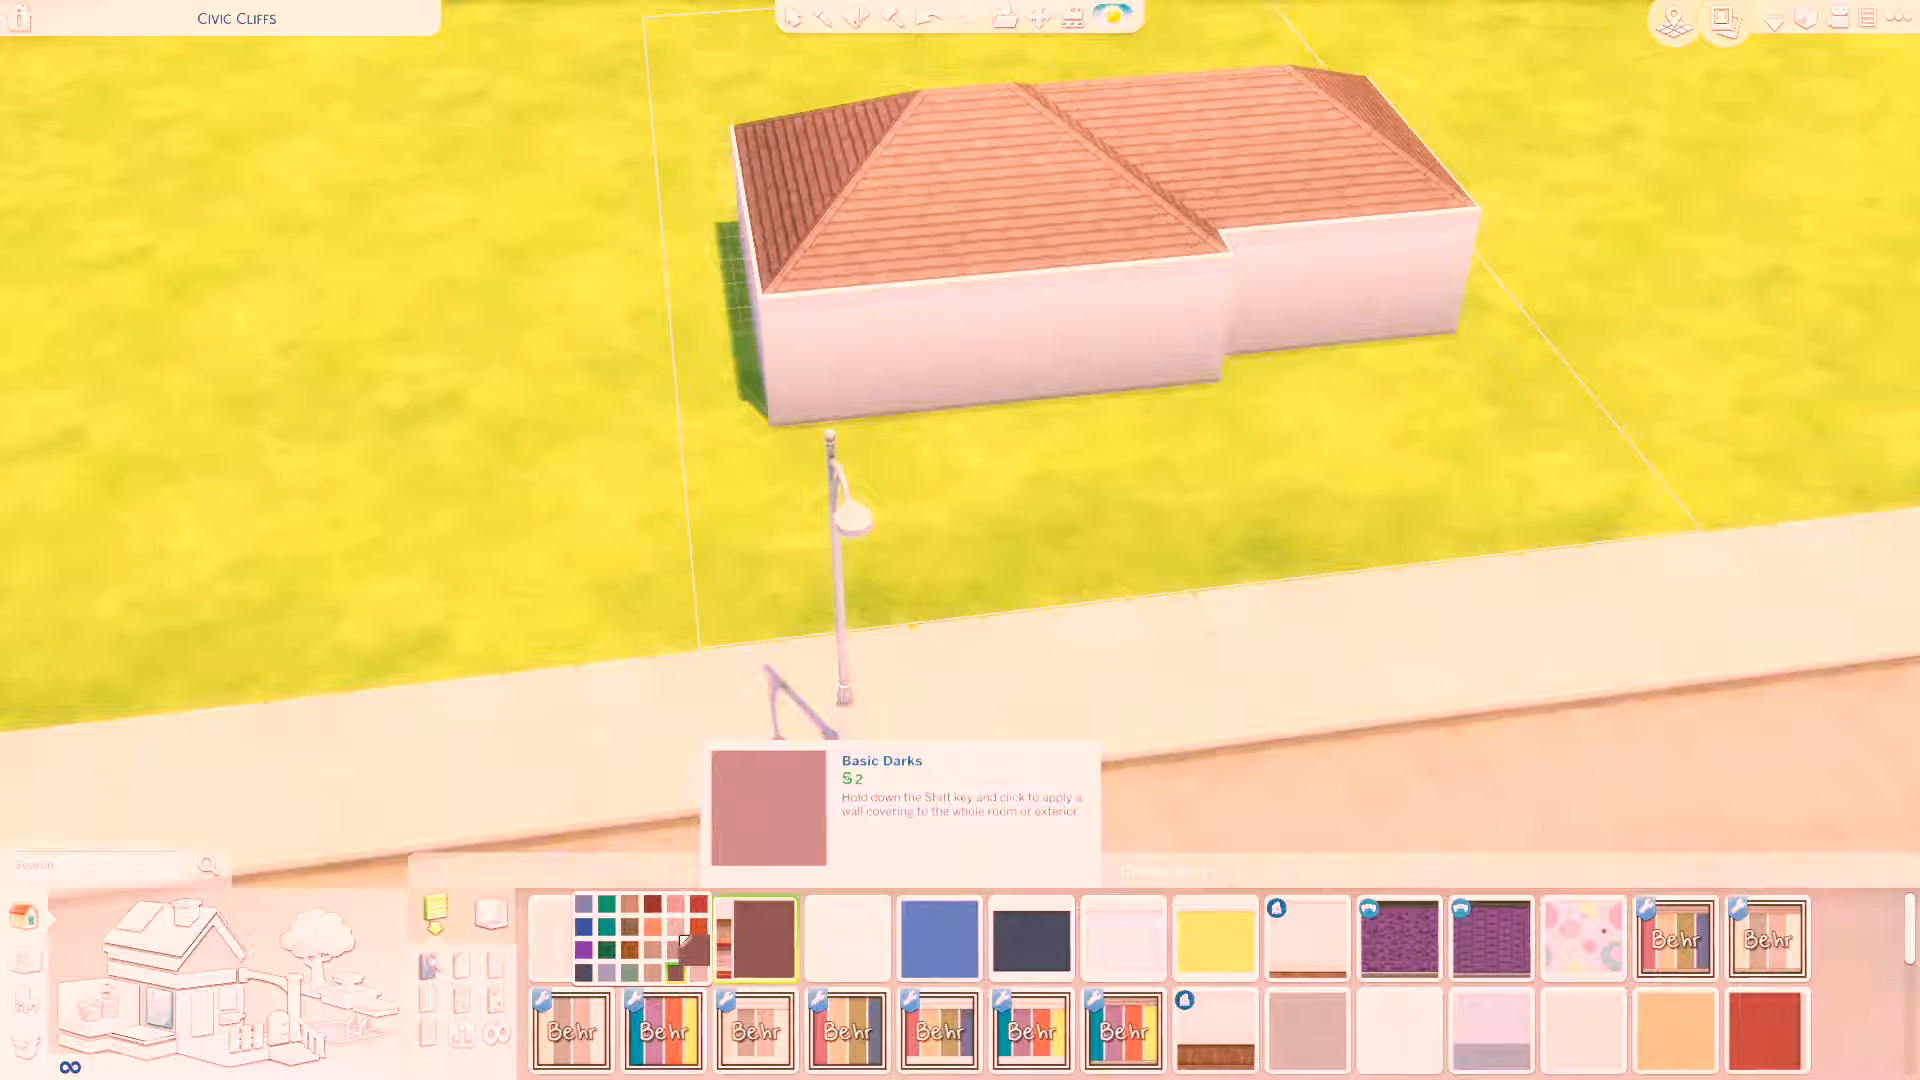 Civic Cliffs
Basic Darks
§2
Hold down the Shift key and click to apply a
wall covering to the whole room or exterior.
Search
Behr
Behr
Behr
Behr
Behr
Behr
Behr
Behr
Behr